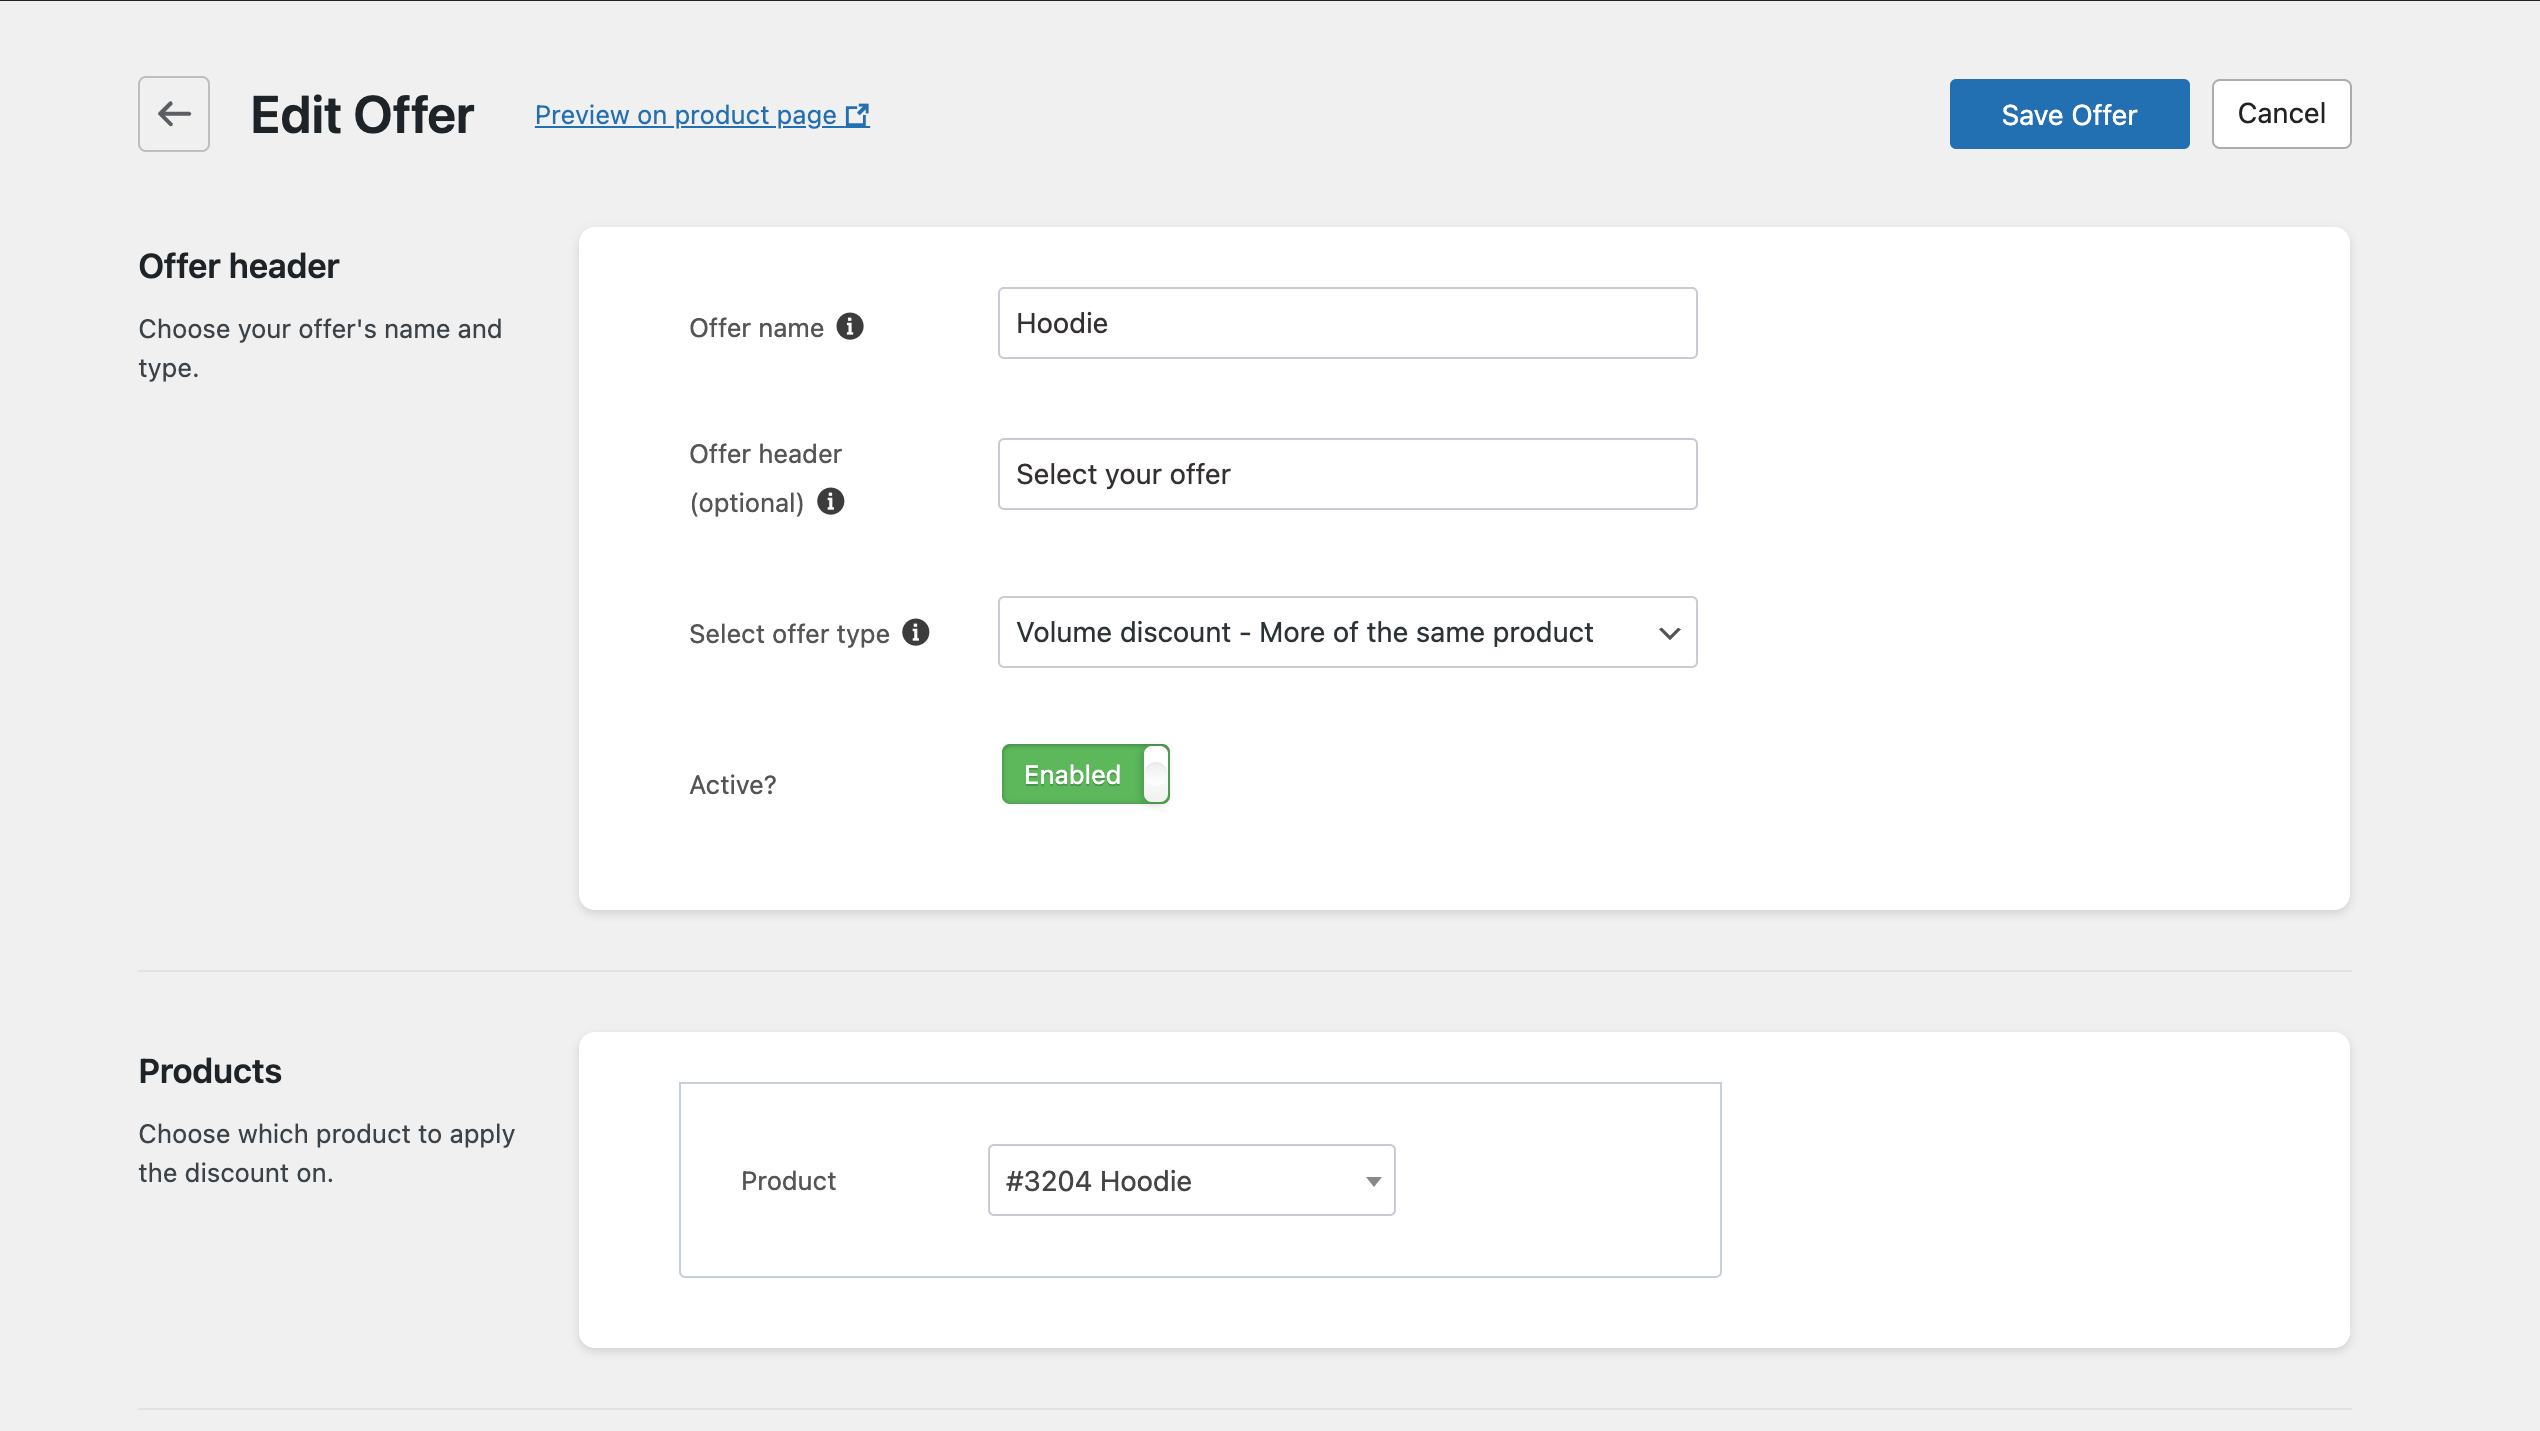 Edit Offer
Preview on product page
Save Offer
Cancel
Offer header
Choose your offer's name and
type.
Offer name
Hoodie
Offer header
(optional)
Select your offer
Select offer type
Volume discount - More of the same product
Active?
Enabled
Products
Choose which product to apply
the discount on.
Product
#3204 Hoodie